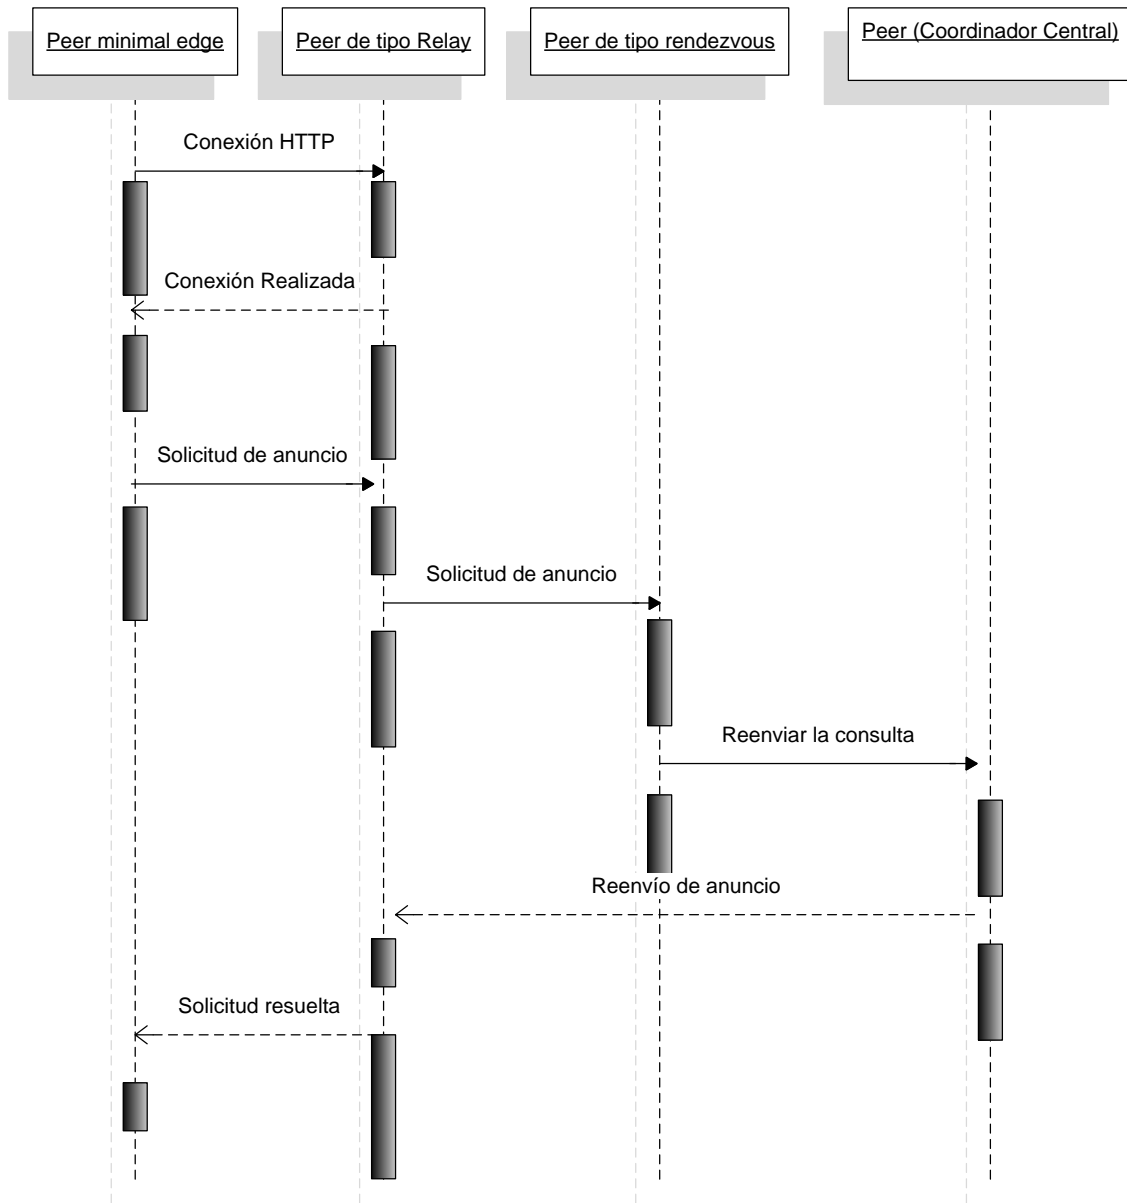 Peer minimal edge
Peer de tipo Relay
Peer de tipo rendezvous
Peer (Coordinador Central)
Conexión HTTP
Conexión Realizada
Solicitud de anuncio
Solicitud de anuncio
Reenviar la consulta
Reenvío de anuncio
Solicitud resuelta